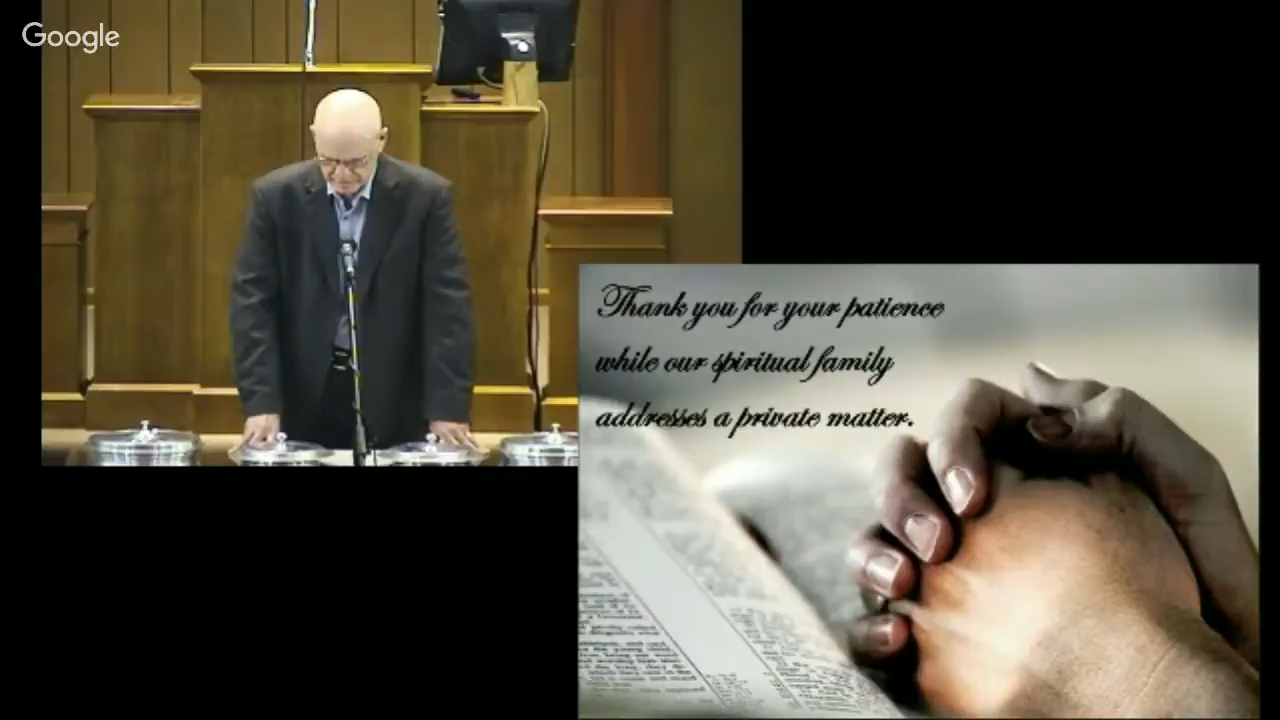 Google
Thank you for your patience
while our spiritual family
addresses a private matter.